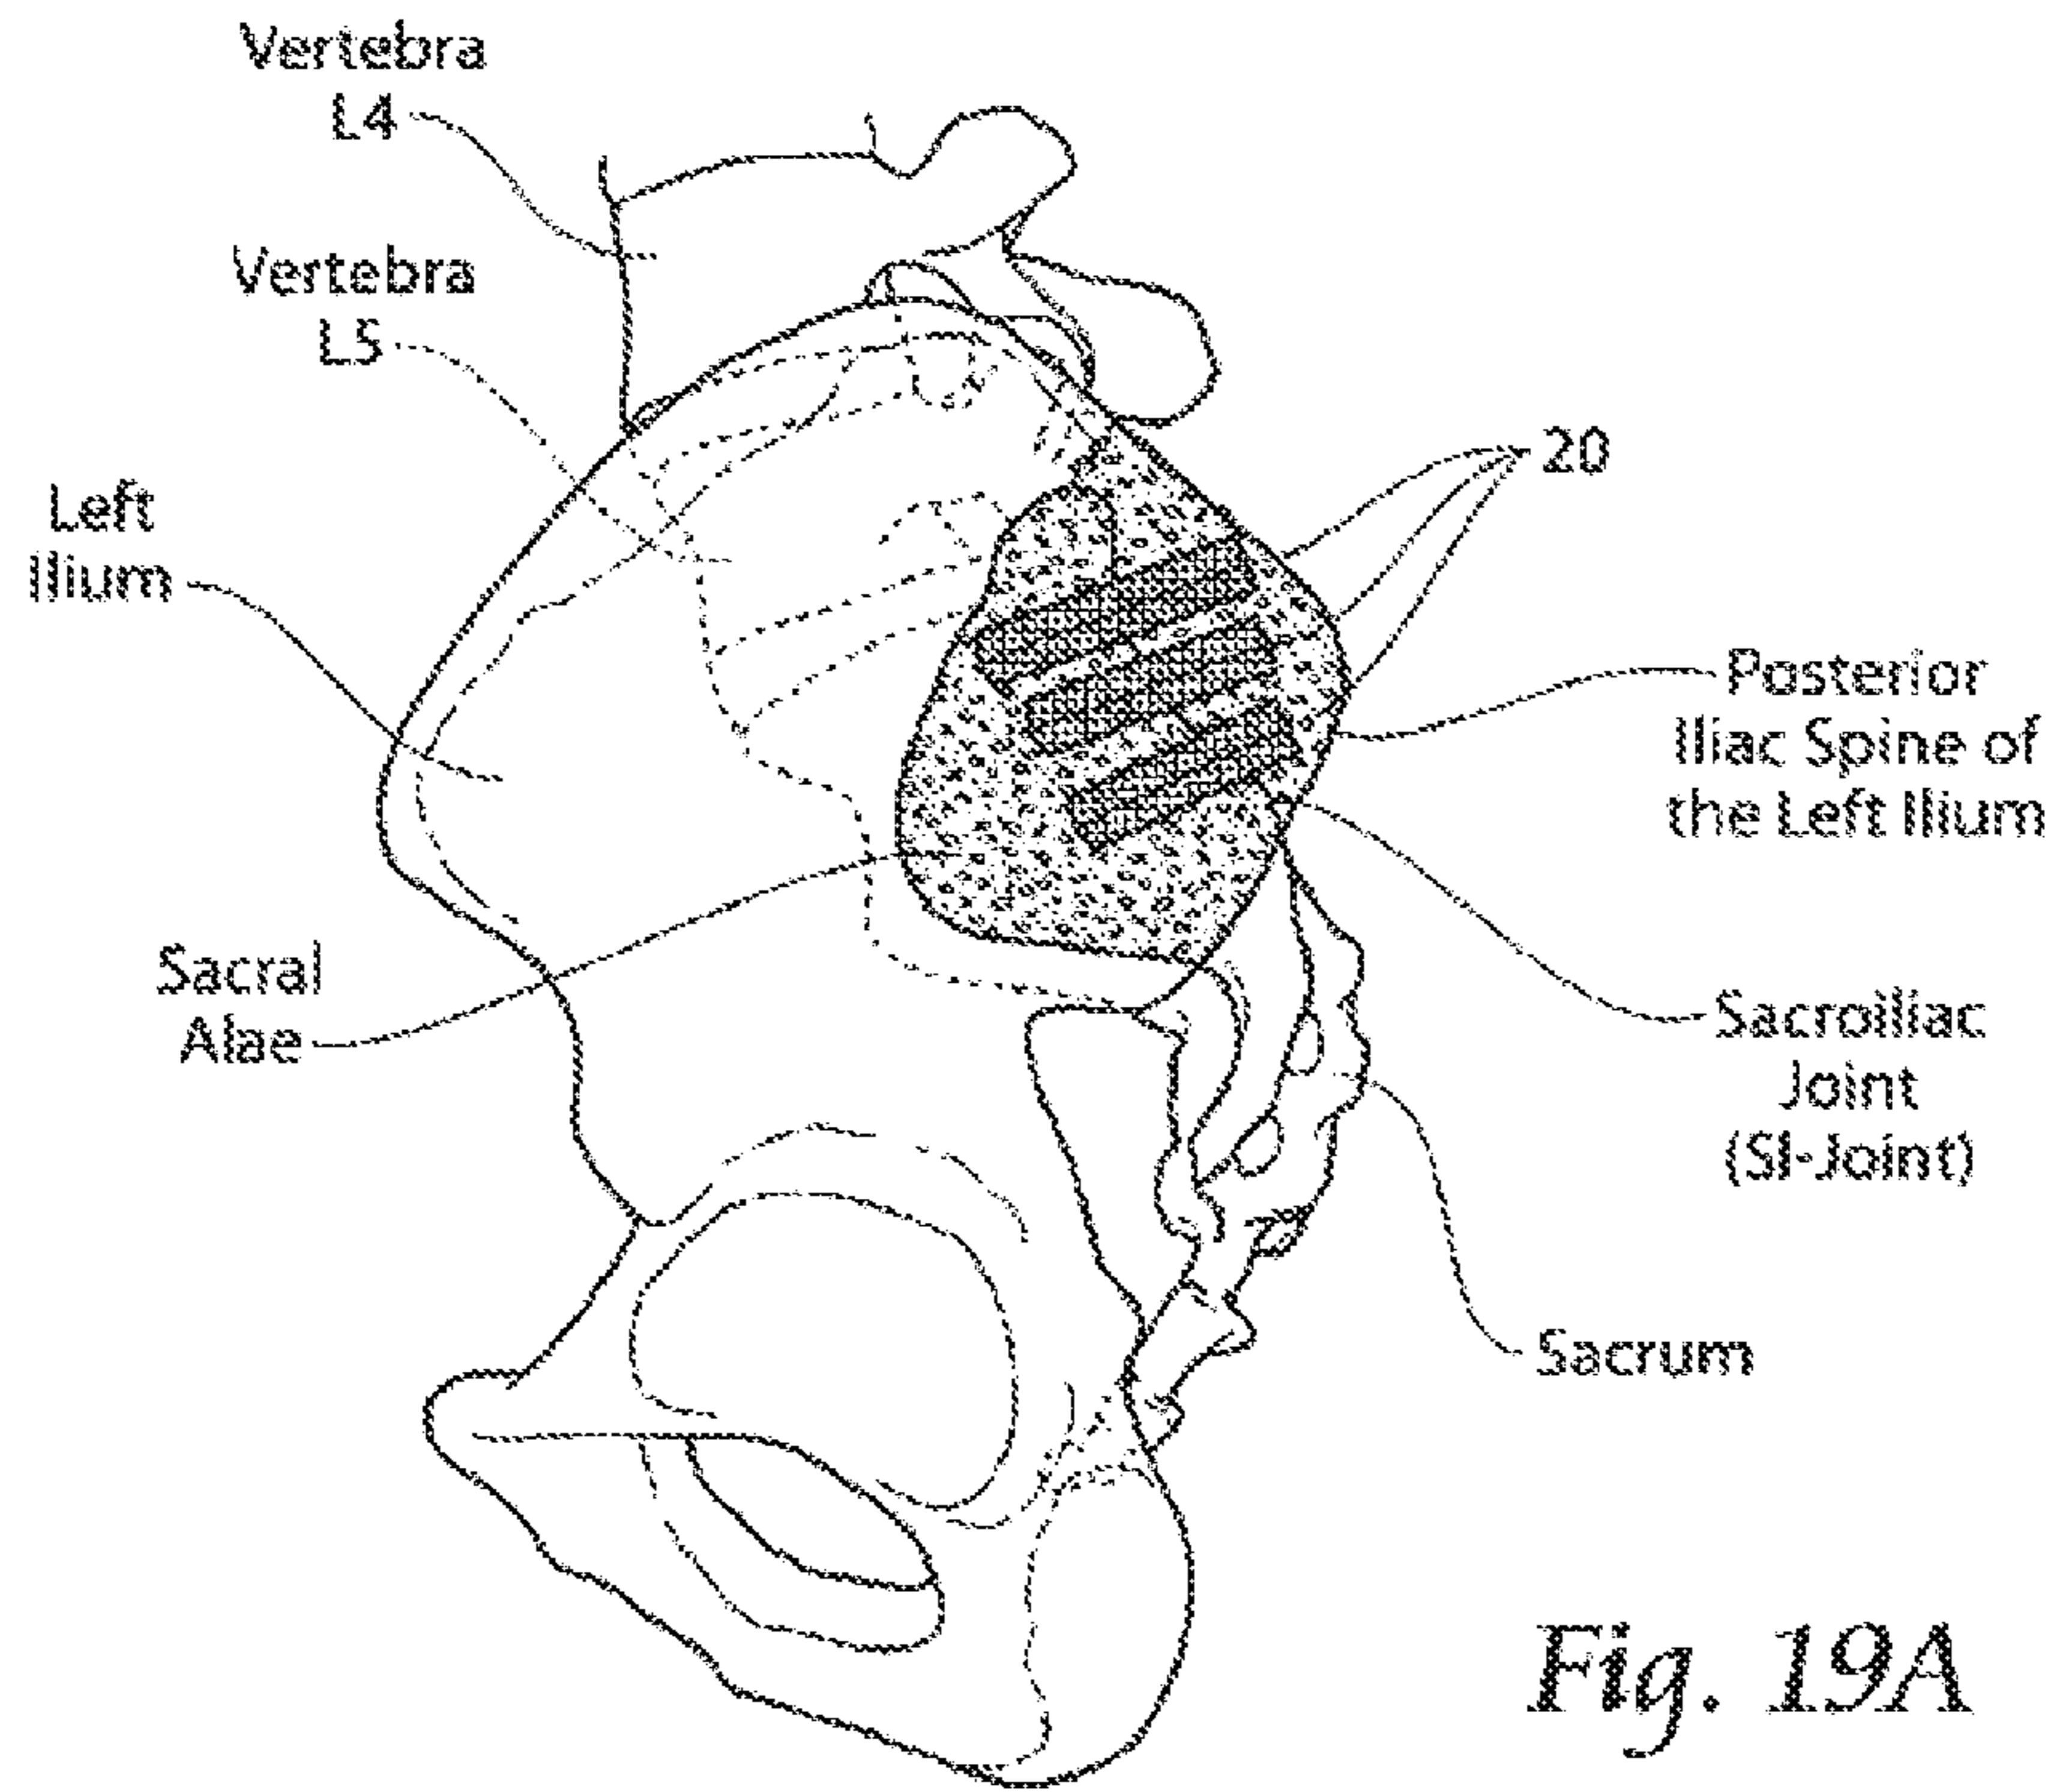 Vertebra
L4
Vertebra
L5
20
Left
Ilium
Posterior
Iliac Spine of
the Left Ilium
Sacral
Alae
Sacroiliac
Joint
(SI-Joint)
Sacrum
Fig. 19A